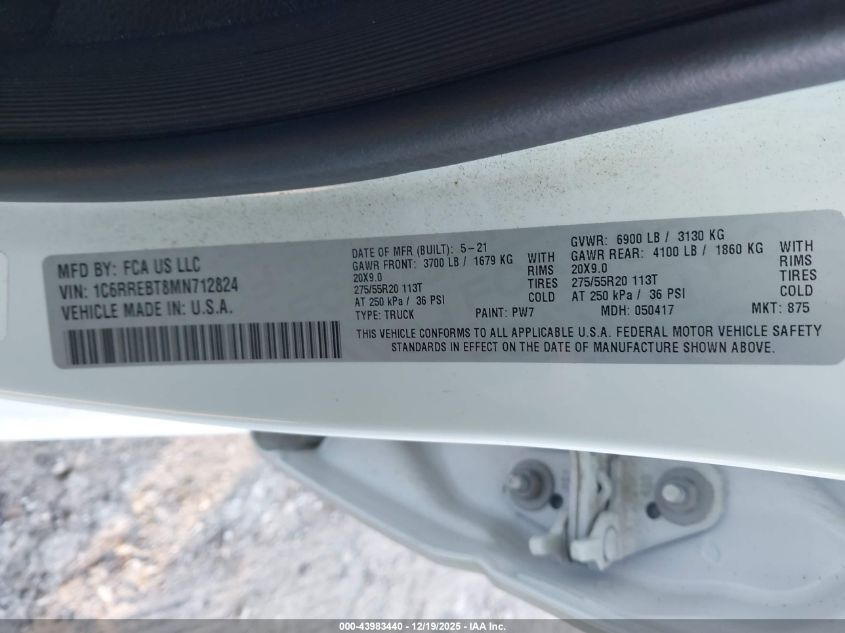 MFD BY: FCA US LLC
VIN: 1C6RREBT8MN712824
VEHICLE MADE IN: U.S.A.
DATE OF MFR (BUILT): 5-21
GAWR FRONT: 3700 LB / 1679 KG WITH
20X9.0 RIMS
275/55R20 113T TIRES
AT 250 kPa / 36 PSI COLD
TYPE: TRUCK PAINT: PW7
GVWR: 6900 LB / 3130 KG
GAWR REAR: 4100 LB / 1860 KG WITH
20X9.0 RIMS
275/55R20 113T TIRES
AT 250 kPa / 36 PSI COLD
MDH: 050417 MKT: 875
THIS VEHICLE CONFORMS TO ALL APPLICABLE U.S.A. FEDERAL MOTOR VEHICLE SAFETY
STANDARDS IN EFFECT ON THE DATE OF MANUFACTURE SHOWN ABOVE.
000-43983440 - 12/19/2025 - IAA Inc.